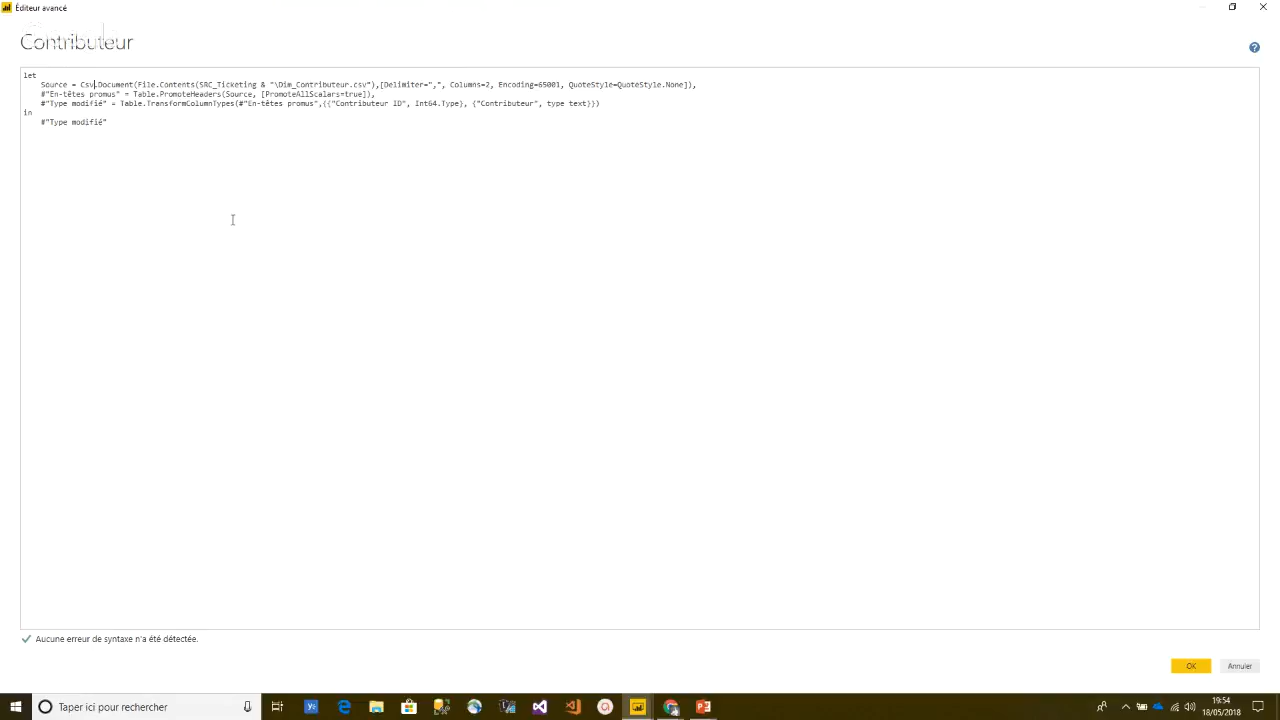 Éditeur avancé
Contributeur
let
Source = Csv.Document(File.Contents(SRC_Ticketing & "\Dim_Contributeur.csv"),[Delimiter=",", Columns=2, Encoding=65001, QuoteStyle=QuoteStyle.None]),
#"En-têtes promus" = Table.PromoteHeaders(Source, [PromoteAllScalars=true]),
#"Type modifié" = Table.TransformColumnTypes(#"En-têtes promus",{{"Contributeur ID", Int64.Type}, {"Contributeur", type text}})
in
#"Type modifié"
Aucune erreur de syntaxe n'a été détectée.
OK
Annuler
Taper ici pour rechercher
19:54
18/05/2018